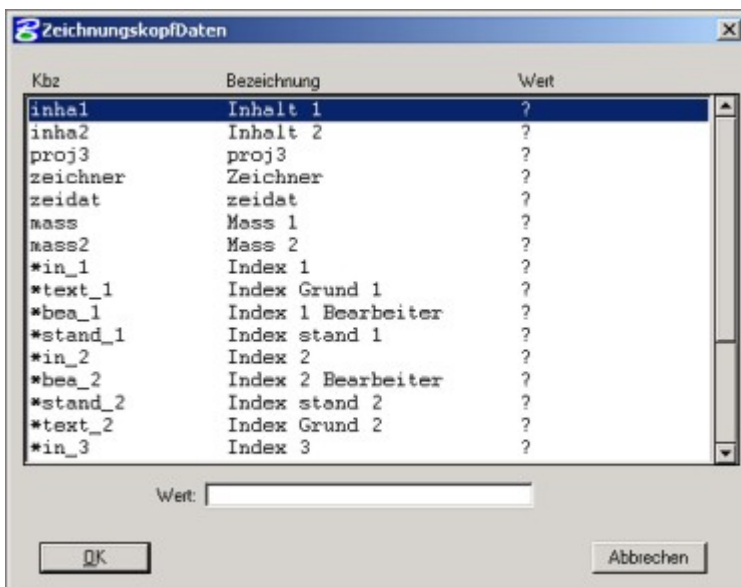 ZeichnungskopfDaten
Kbz Bezeichnung Wert
inha1 Inhalt 1 ?
inha2 Inhalt 2 ?
proj3 proj3 ?
zeichner Zeichner ?
zeidat zeidat ?
mass Mass 1 ?
mass2 Mass 2 ?
*in_1 Index 1 ?
*text_1 Index Grund 1 ?
*bea_1 Index 1 Bearbeiter ?
*stand_1 Index stand 1 ?
*in_2 Index 2 ?
*bea_2 Index 2 Bearbeiter ?
*stand_2 Index stand 2 ?
*text_2 Index Grund 2 ?
*in_3 Index 3 ?
Wert:
OK Abbrechen